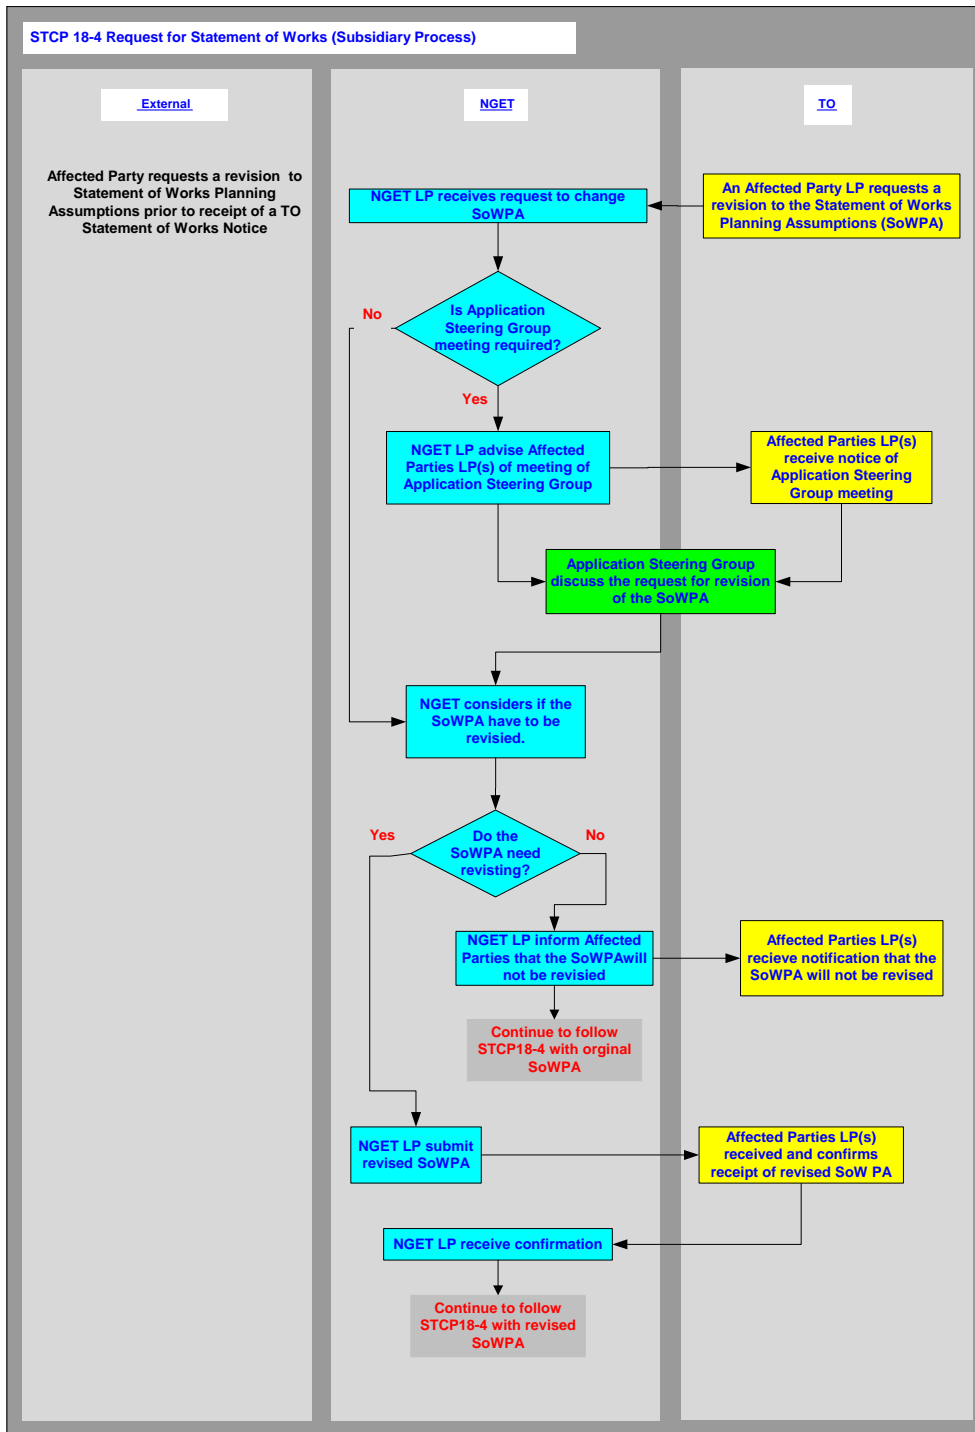 STCP 18-4 Request for Statement of Works (Subsidiary Process)
External
NGET
TO
Affected Party requests a revision to
Statement of Works Planning
Assumptions prior to receipt of a TO
Statement of Works Notice
NGET LP receives request to change
SoWPA
An Affected Party LP requests a
revision to the Statement of Works
Planning Assumptions (SoWPA)
Is Application
Steering Group
meeting required?
No
Yes
NGET LP advise Affected
Parties LP(s) of meeting of
Application Steering Group
Affected Parties LP(s)
receive notice of
Application Steering
Group meeting
Application Steering Group
discuss the request for revision
of the SoWPA
NGET considers if the
SoWPA have to be
revisied.
Yes
Do the
SoWPA need
revisting?
No
NGET LP inform Affected
Parties that the SoWPAwill
not be revisied
Affected Parties LP(s)
recieve notification that the
SoWPA will not be revised
Continue to follow
STCP18-4 with orginal
SoWPA
NGET LP submit
revised SoWPA
Affected Parties LP(s)
received and confirms
receipt of revised SoW PA
NGET LP receive confirmation
Continue to follow
STCP18-4 with revised
SoWPA